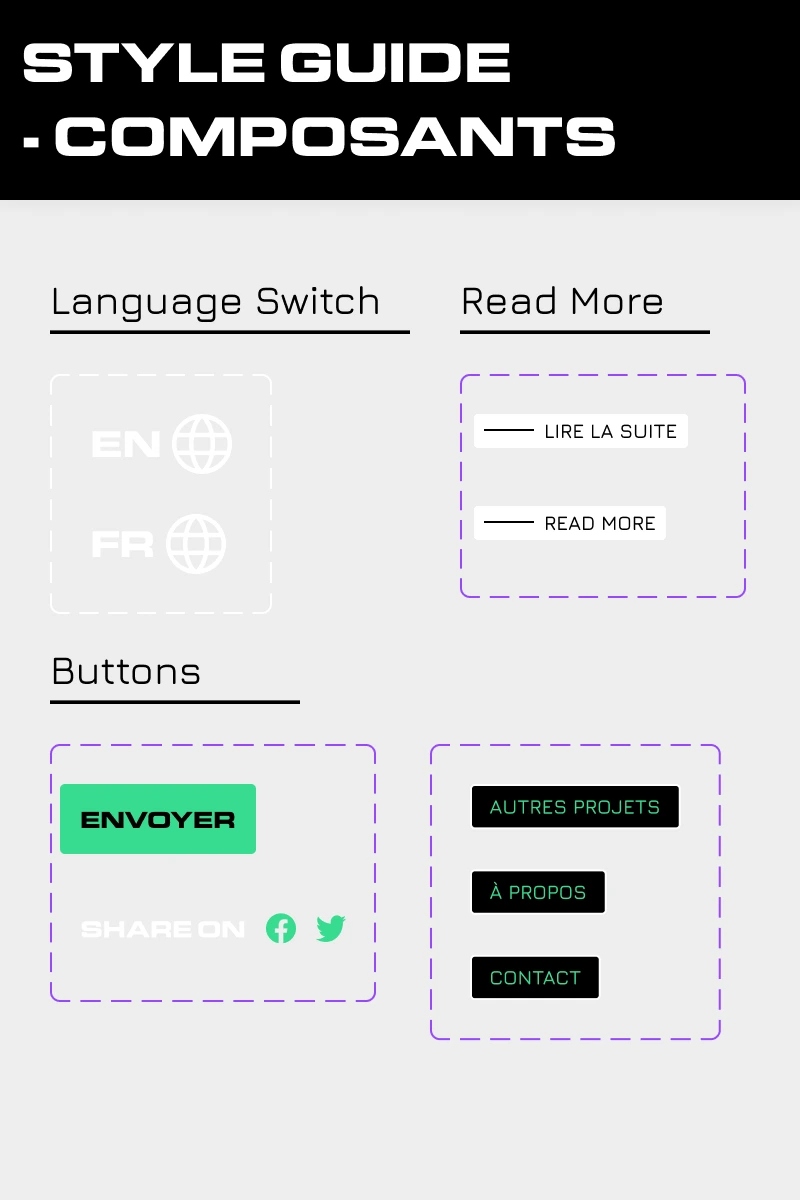 STYLE GUIDE
- COMPOSANTS
Language Switch
EN
FR
Read More
LIRE LA SUITE
READ MORE
Buttons
ENVOYER
SHARE ON
AUTRES PROJETS
À PROPOS
CONTACT